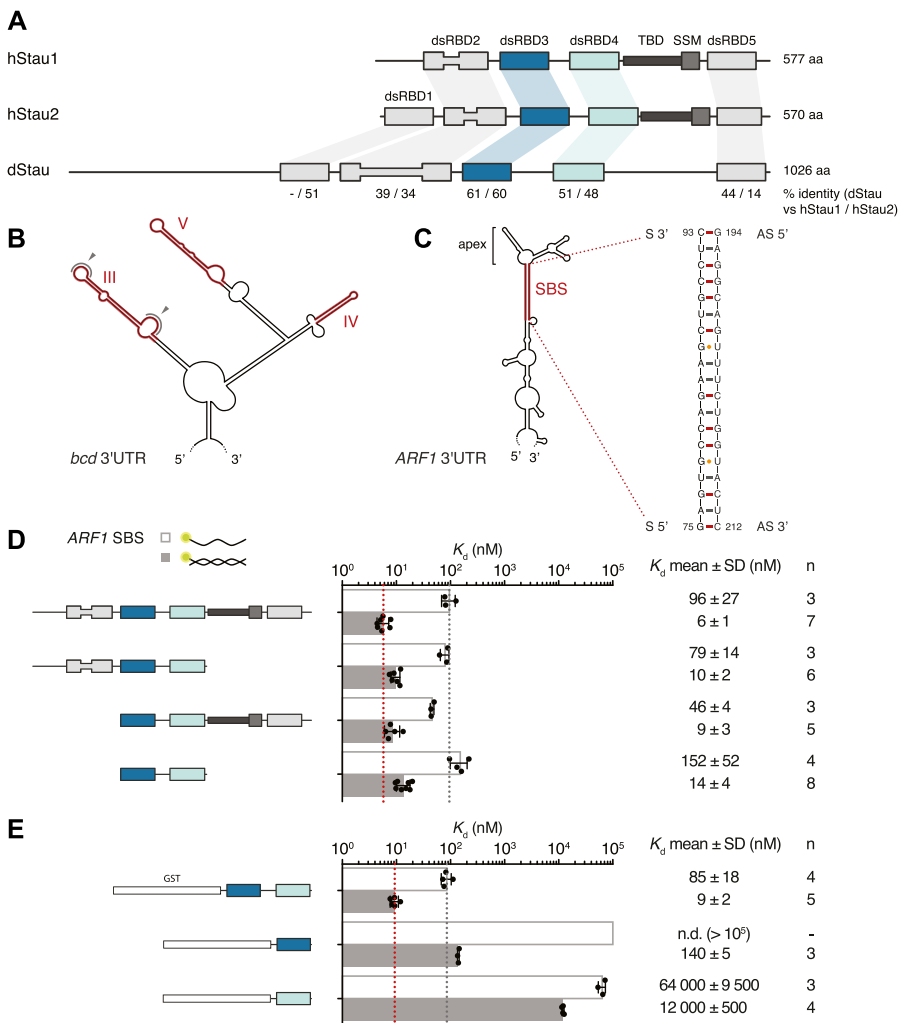 A
dsRBD2 dsRBD3 dsRBD4 TBD SSM dsRBD5
hStau1 577 aa
dsRBD1
hStau2 570 aa
dStau 1026 aa
- / 51 39 / 34 61 / 60 51 / 48 44 / 14 % identity (dStau
vs hStau1 / hStau2)
B
V
III
IV
bcd 3'UTR 5' 3'
C
apex
SBS
ARF1 3'UTR 5' 3'
S 3' 93 C G 194 AS 5'
U A
C G
C G
G C
U A
C G
G U
A U
A U
G C
A U
C G
C G
G U
U A
G C
A U
S 5' 75 G C 212 AS 3'
D
ARF1 SBS
Kd (nM)
10⁰ 10¹ 10² 10³ 10⁴ 10⁵
Kd mean ± SD (nM) n
96 ± 27 3
6 ± 1 7
79 ± 14 3
10 ± 2 6
46 ± 4 3
9 ± 3 5
152 ± 52 4
14 ± 4 8
E
Kd (nM)
10⁰ 10¹ 10² 10³ 10⁴ 10⁵
Kd mean ± SD (nM) n
GST
85 ± 18 4
9 ± 2 5
n.d. (> 10⁵) -
140 ± 5 3
64 000 ± 9 500 3
12 000 ± 500 4